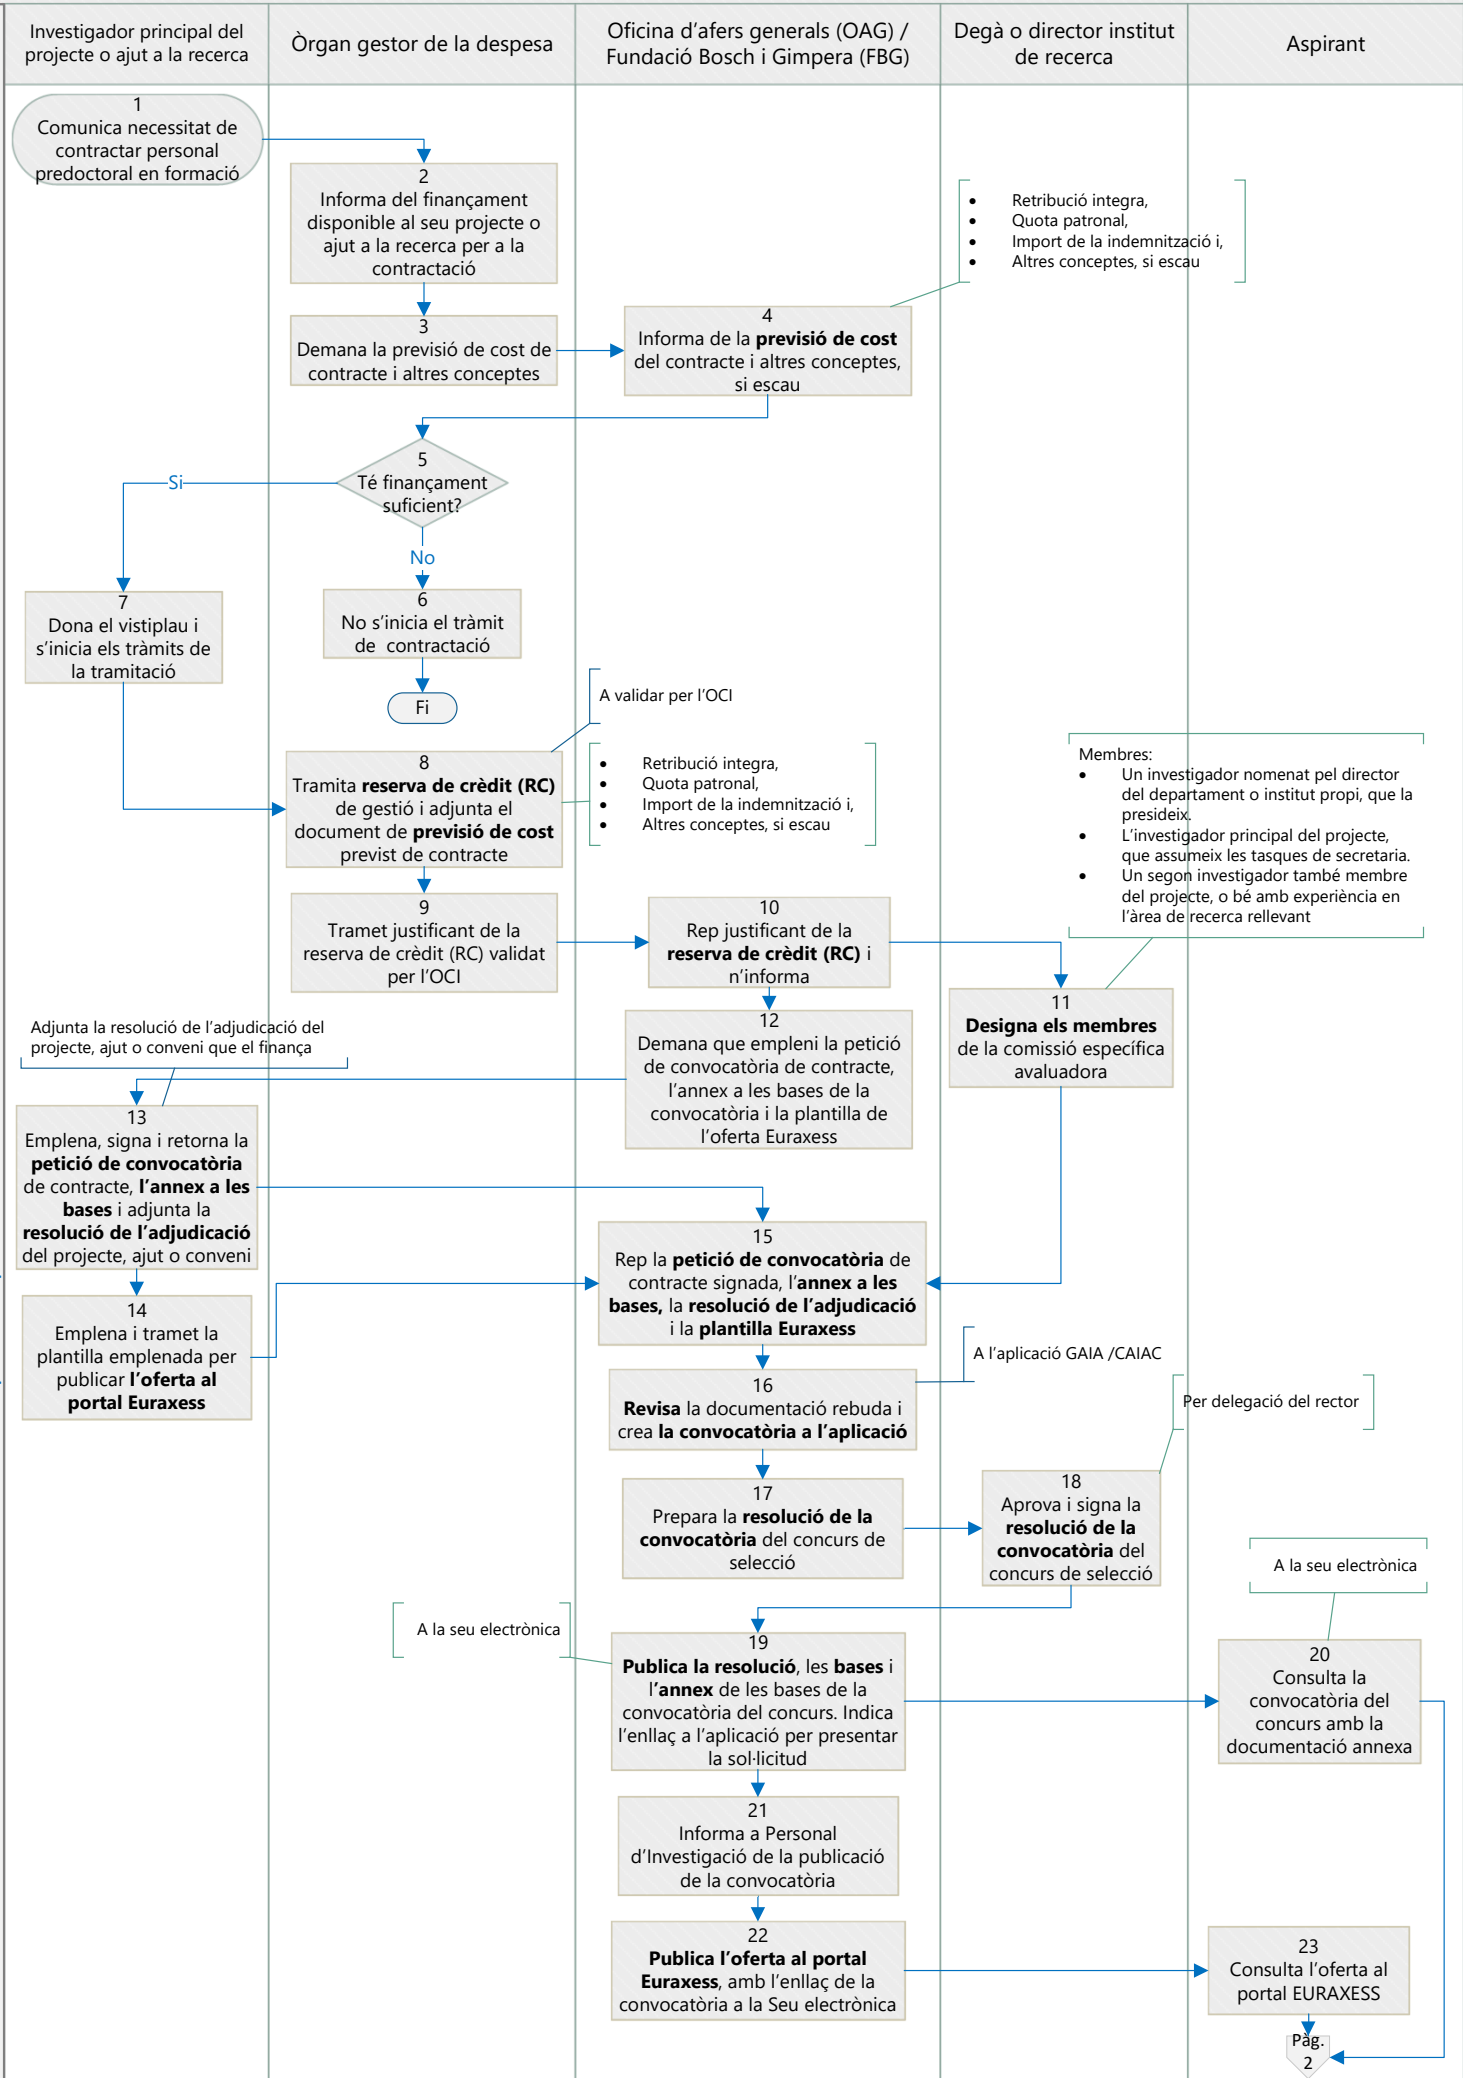 Investigador principal del
projecte o ajut a la recerca
Òrgan gestor de la despesa
Oficina d'afers generals (OAG) /
Fundació Bosch i Gimpera (FBG)
Degà o director institut
de recerca
Aspirant
1
Comunica necessitat de
contractar personal
predoctoral en formació
2
Informa del finançament
disponible al seu projecte o
ajut a la recerca per a la
contractació
• Retribució integra,
• Quota patronal,
• Import de la indemnització i,
• Altres conceptes, si escau
3
Demana la previsió de cost de
contracte i altres conceptes
4
Informa de la previsió de cost
del contracte i altres conceptes,
si escau
5
Té finançament
suficient?
Si
No
6
No s'inicia el tràmit
de contractació
Fi
7
Dona el vistiplau i
s'inicia els tràmits de
la tramitació
A validar per l'OCI
8
Tramita reserva de crèdit (RC)
de gestió i adjunta el
document de previsió de cost
previst de contracte
• Retribució integra,
• Quota patronal,
• Import de la indemnització i,
• Altres conceptes, si escau
Membres:
• Un investigador nomenat pel director
del departament o institut propi, que la
presideix.
• L'investigador principal del projecte,
que assumeix les tasques de secretaria.
• Un segon investigador també membre
del projecte, o bé amb experiència en
l'àrea de recerca rellevant
9
Tramet justificant de la
reserva de crèdit (RC) validat
per l'OCI
10
Rep justificant de la
reserva de crèdit (RC) i
n'informa
11
Designa els membres
de la comissió específica
avaluadora
12
Demana que empleni la petició
de convocatòria de contracte,
l'annex a les bases de la
convocatòria i la plantilla de
l'oferta Euraxess
Adjunta la resolució de l'adjudicació del
projecte, ajut o conveni que el finança
13
Emplena, signa i retorna la
petició de convocatòria
de contracte, l'annex a les
bases i adjunta la
resolució de l'adjudicació
del projecte, ajut o conveni
14
Emplena i tramet la
plantilla emplenada per
publicar l'oferta al
portal Euraxess
15
Rep la petició de convocatòria de
contracte signada, l'annex a les
bases, la resolució de l'adjudicació
i la plantilla Euraxess
A l'aplicació GAIA /CAIAC
16
Revisa la documentació rebuda i
crea la convocatòria a l'aplicació
Per delegació del rector
17
Prepara la resolució de la
convocatòria del concurs de
selecció
18
Aprova i signa la
resolució de la
convocatòria del
concurs de selecció
A la seu electrònica
A la seu electrònica
19
Publica la resolució, les bases i
l'annex de les bases de la
convocatòria del concurs. Indica
l'enllaç a l'aplicació per presentar
la sol·licitud
20
Consulta la
convocatòria del
concurs amb la
documentació annexa
21
Informa a Personal
d'Investigació de la publicació
de la convocatòria
22
Publica l'oferta al portal
Euraxess, amb l'enllaç de la
convocatòria a la Seu electrònica
23
Consulta l'oferta al
portal EURAXESS
Pàg.
2